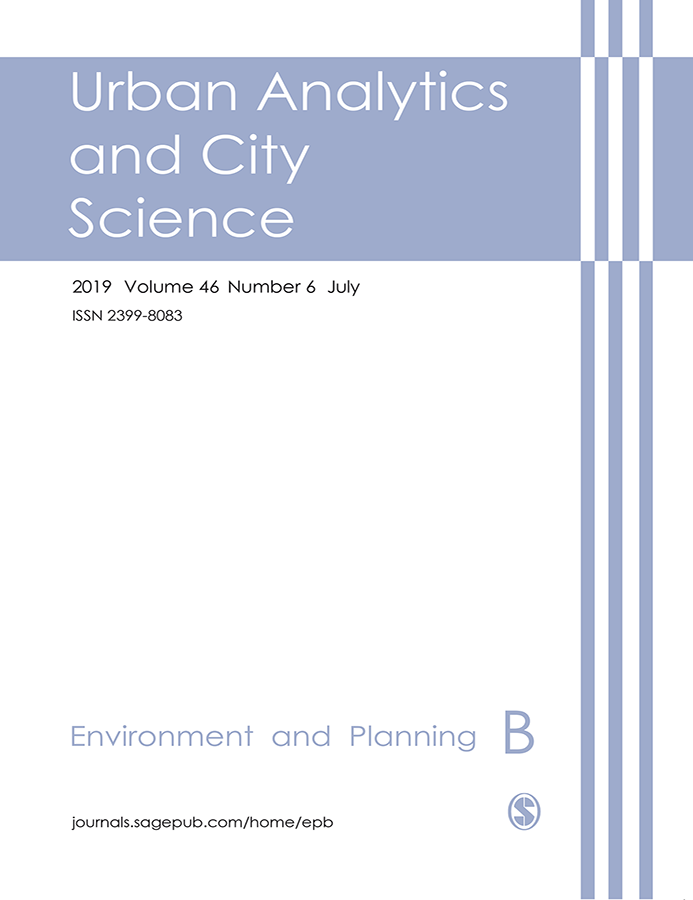 Urban Analytics
and City
Science
2019 Volume 46 Number 6 July
ISSN 2399-8083
Environment and Planning B
journals.sagepub.com/home/epb
S